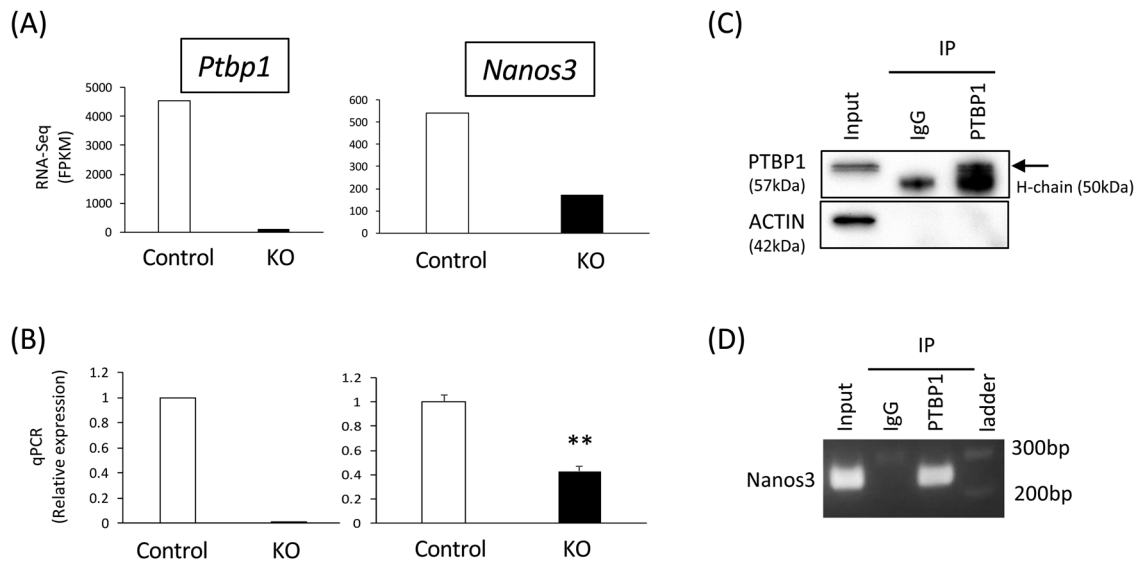 (A)
Ptbp1
Nanos3
RNA-Seq
(FPKM)
5000
4000
3000
2000
1000
0
Control
KO
600
500
400
300
200
100
0
Control
KO
(B)
qPCR
(Relative expression)
1.2
1
0.8
0.6
0.4
0.2
0
Control
KO
1.2
1
0.8
0.6
0.4
0.2
0
**
Control
KO
(C)
IP
Input
IgG
PTBP1
PTBP1
(57kDa)
H-chain (50kDa)
ACTIN
(42kDa)
(D)
IP
Input
IgG
PTBP1
ladder
Nanos3
300bp
200bp